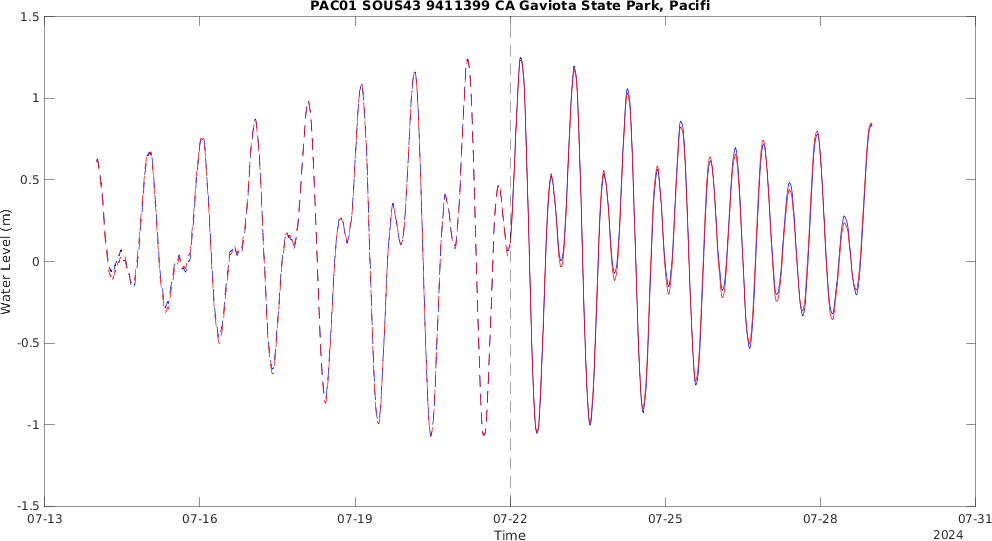 PAC01 SOUS43 9411399 CA Gaviota State Park, Pacifi
1.5
1
0.5
0
-0.5
-1
-1.5
Water Level (m)
07-13 07-16 07-19 07-22 07-25 07-28 07-31
Time
2024